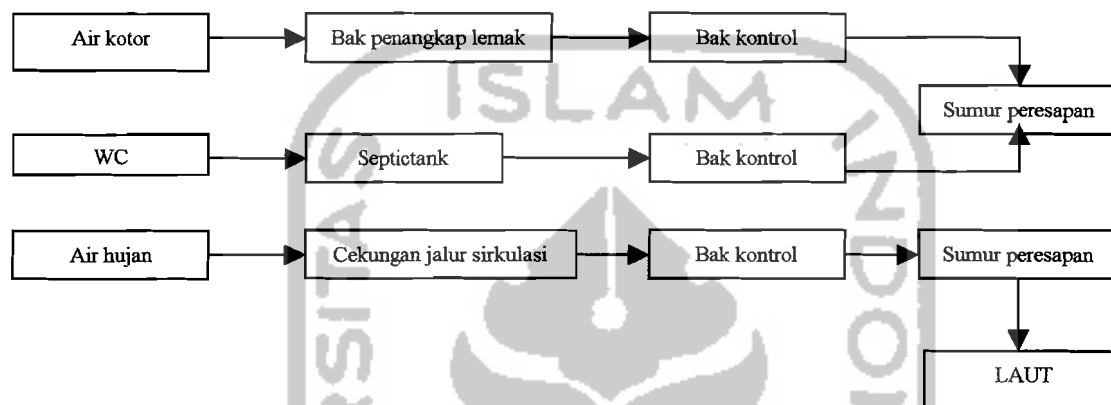 Air kotor
Bak penangkap lemak
Bak kontrol
Sumur peresapan
WC
Septictank
Bak kontrol
Air hujan
Cekungan jalur sirkulasi
Bak kontrol
Sumur peresapan
LAUT
ISLAM